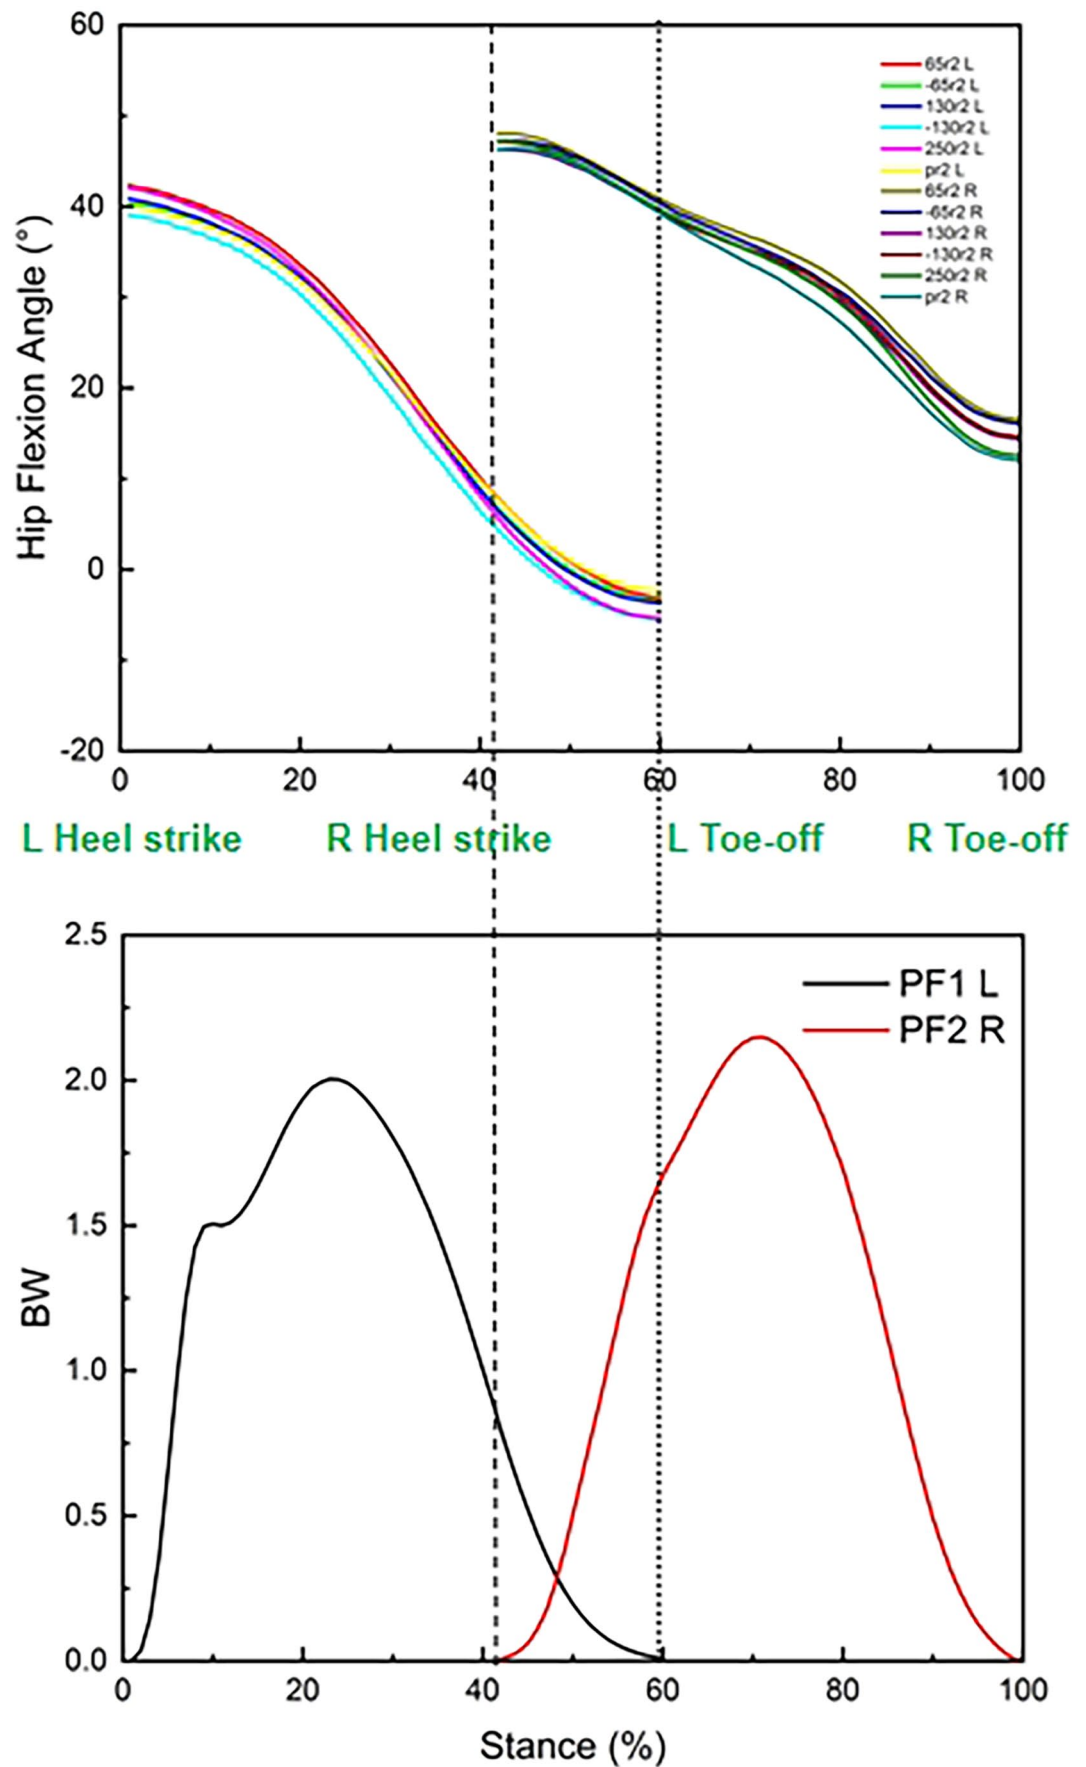 60
40
20
0
-20
Hip Flexion Angle (°)
65r2 L
-65r2 L
130r2 L
-130r2 L
250r2 L
pr2 L
65r2 R
-65r2 R
130r2 R
-130r2 R
250r2 R
pr2 R
0 20 40 60 80 100
L Heel strike R Heel strike L Toe-off R Toe-off
2.5
2.0
1.5
1.0
0.5
0.0
BW
PF1 L
PF2 R
0 20 40 60 80 100
Stance (%)